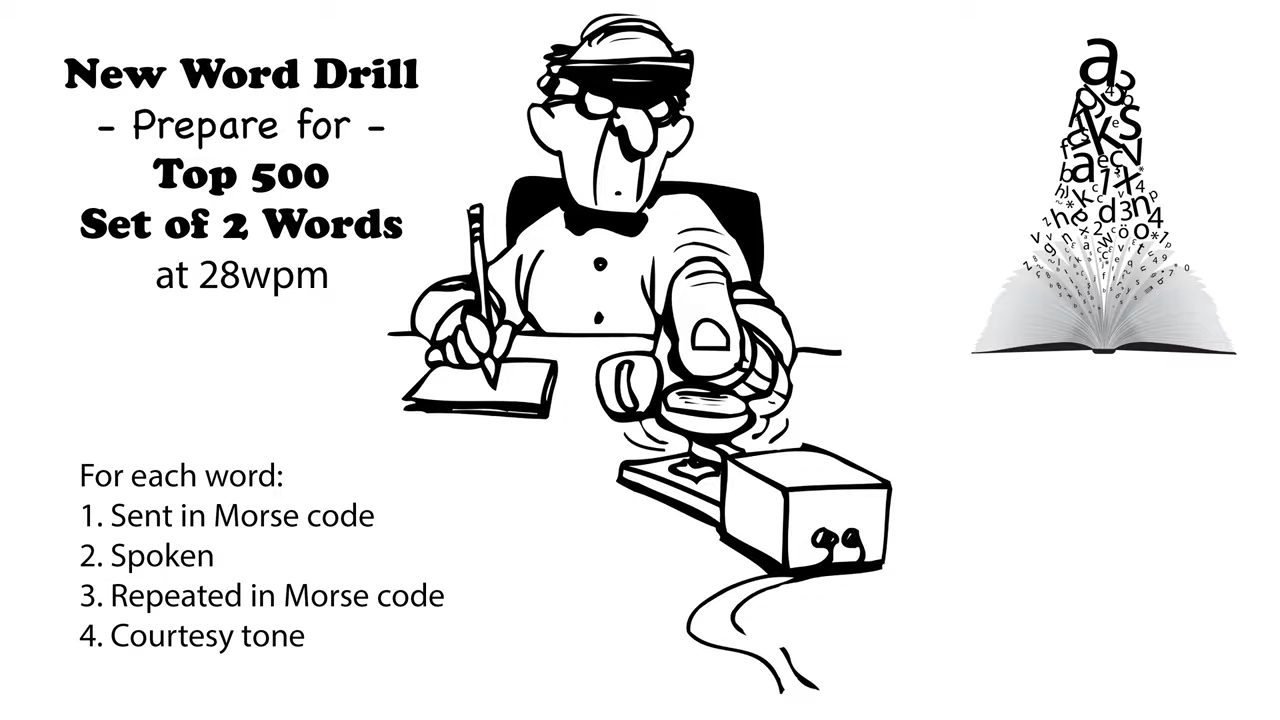 New Word Drill
- Prepare for -
Top 500
Set of 2 Words
at 28wpm
For each word:
1. Sent in Morse code
2. Spoken
3. Repeated in Morse code
4. Courtesy tone